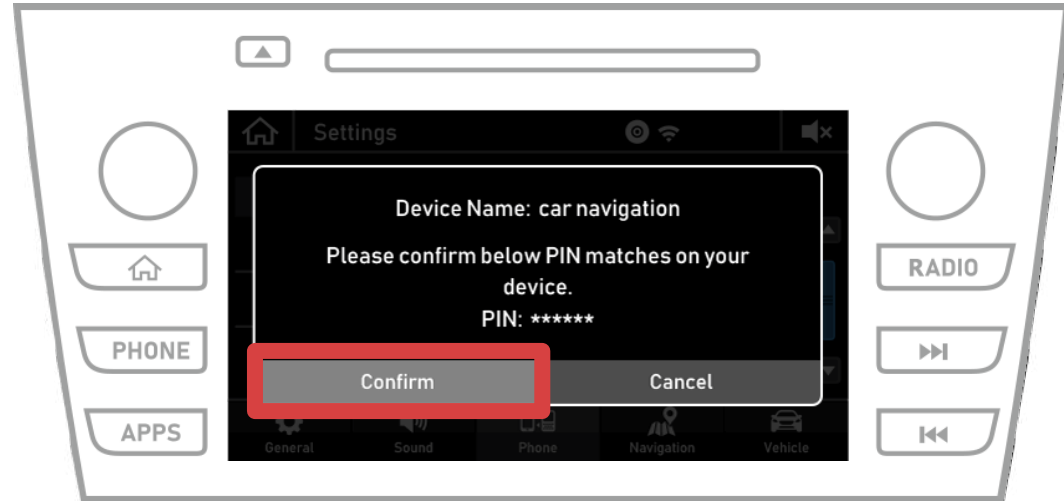 Settings
Device Name: car navigation
Please confirm below PIN matches on your
device.
PIN: ******
Confirm
Cancel
General
Sound
Phone
Navigation
Vehicle
PHONE
APPS
RADIO